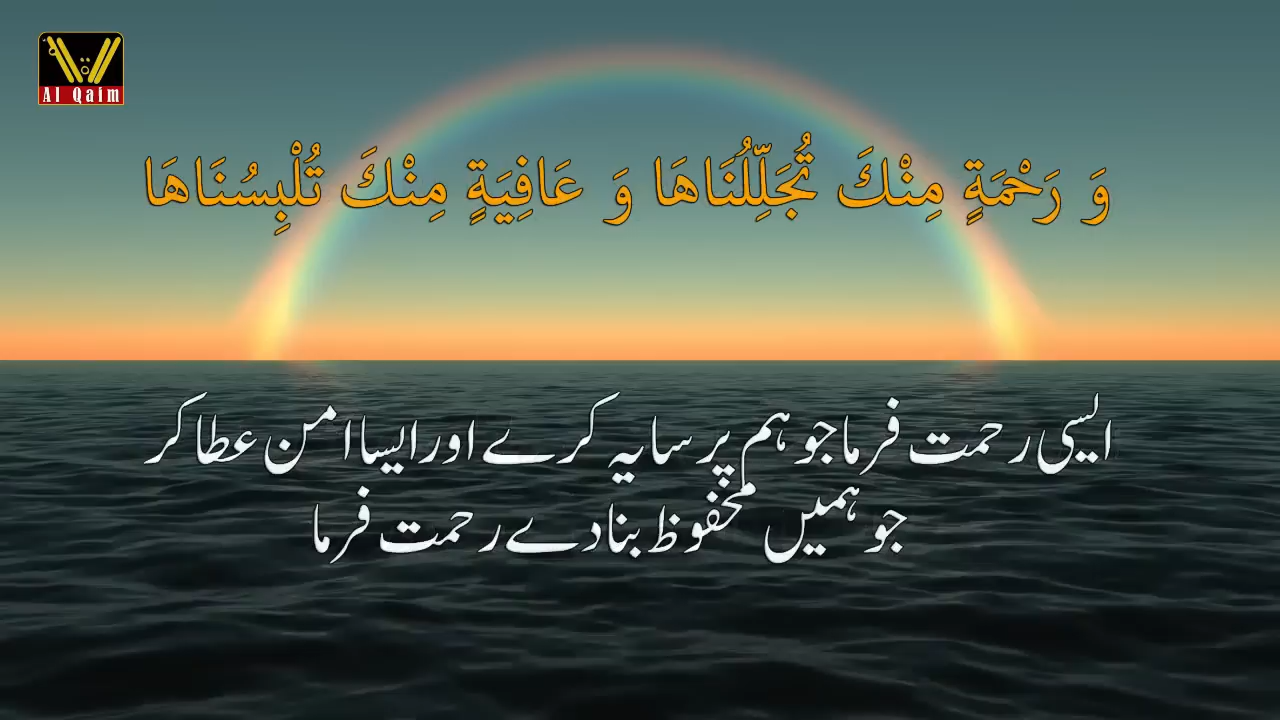 Al Qaim
وَ رَحْمَةٍ مِنْكَ تُجَلِّلُنَاهَا وَ عَافِيَةٍ مِنْكَ تُلْبِسُنَاهَا
ایسی رحمت فرما جو ہم پر سایہ کرے اور ایسا امن عطا کر
جو ہمیں محفوظ بنا دے رحمت فرما